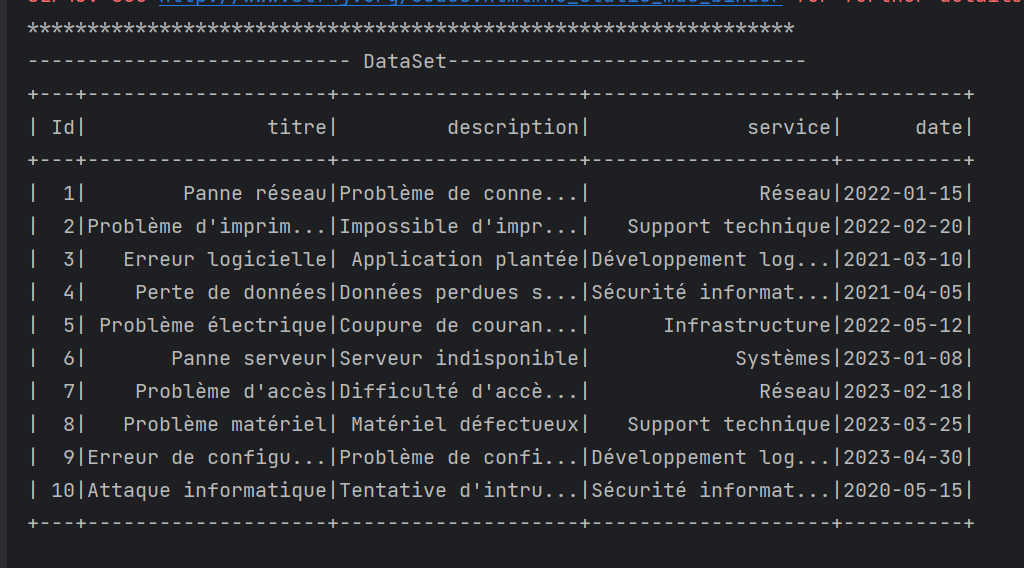 ************************************************************
--------------------------- DataSet------------------------------
+---+--------------------+--------------------+--------------------+----------+
| Id|               titre|         description|             service|      date|
+---+--------------------+--------------------+--------------------+----------+
|  1|        Panne réseau|Problème de conne...|              Réseau|2022-01-15|
|  2|Problème d'imprim...|Impossible d'impr...|   Support technique|2022-02-20|
|  3|   Erreur logicielle| Application plantée|Développement log...|2021-03-10|
|  4|    Perte de données|Données perdues s...|Sécurité informat...|2021-04-05|
|  5| Problème électrique|Coupure de couran...|      Infrastructure|2022-05-12|
|  6|       Panne serveur|Serveur indisponible|            Systèmes|2023-01-08|
|  7|    Problème d'accès|Difficulté d'accè...|              Réseau|2023-02-18|
|  8|   Problème matériel| Matériel défectueux|   Support technique|2023-03-25|
|  9|Erreur de configu...|Problème de confi...|Développement log...|2023-04-30|
| 10|Attaque informatique|Tentative d'intru...|Sécurité informat...|2020-05-15|
+---+--------------------+--------------------+--------------------+----------+